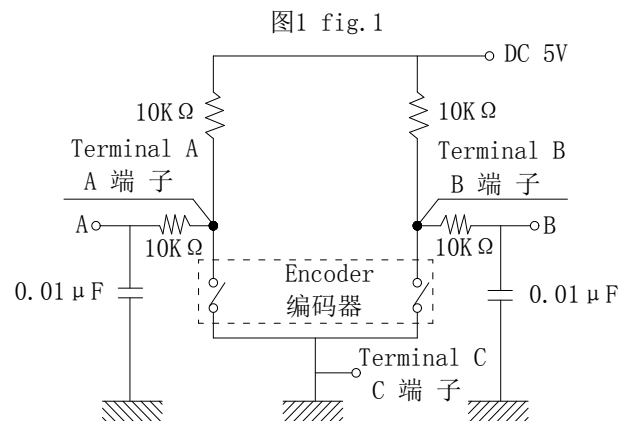 图1 fig.1
DC 5V
10KΩ
10KΩ
Terminal A
A 端 子
Terminal B
B 端 子
A
10KΩ
10KΩ
B
Encoder
编码器
0.01μF
0.01μF
Terminal C
C 端 子